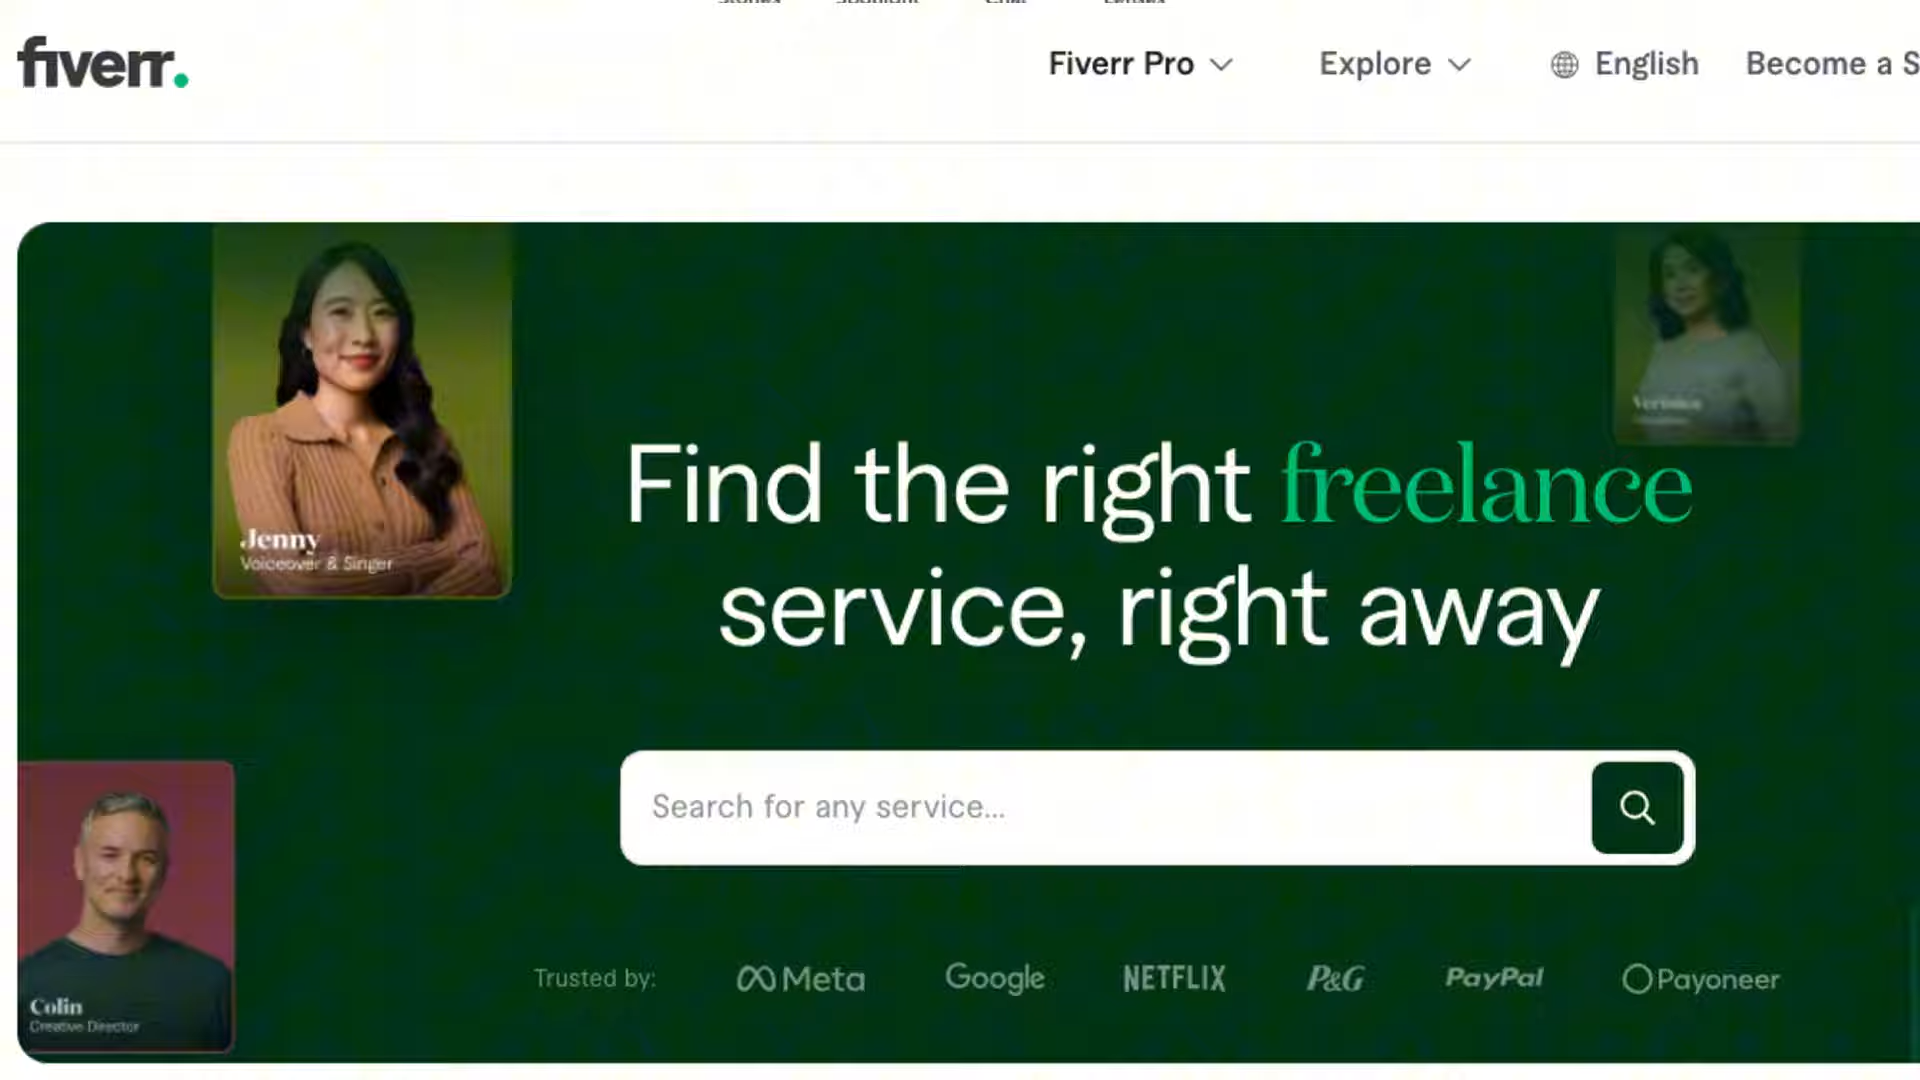 fiverr.
Fiverr Pro
Explore
English
Become a S
Jenny
Voiceover & Singer
Find the right freelance
service, right away
Search for any service...
Colin
Creative Director
Trusted by:
Meta
Google
NETFLIX
P&G
PayPal
Payoneer